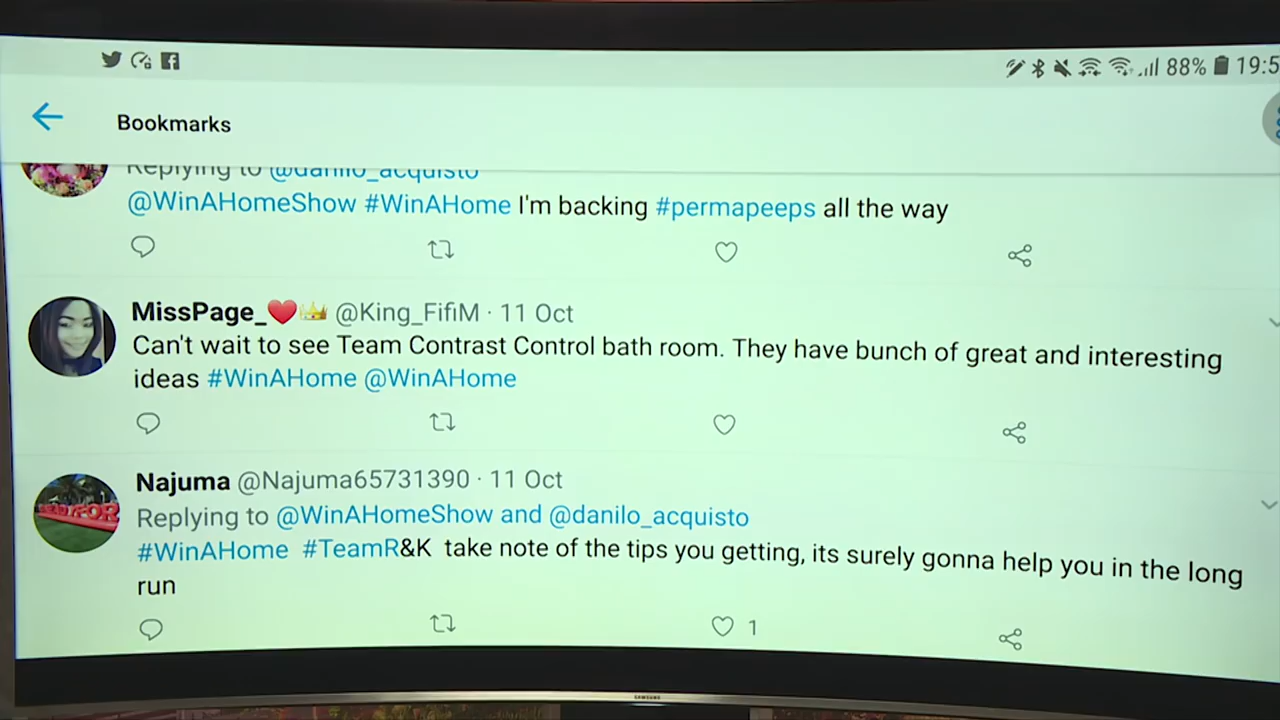 88% 19:5
Bookmarks
Replying to @danilo_acquisto
@WinAHomeShow #WinAHome I'm backing #permapeeps all the way
MissPage_❤️👑 @King_FifiM · 11 Oct
Can't wait to see Team Contrast Control bath room. They have bunch of great and interesting
ideas #WinAHome @WinAHome
Najuma @Najuma65731390 · 11 Oct
Replying to @WinAHomeShow and @danilo_acquisto
#WinAHome #TeamR&K take note of the tips you getting, its surely gonna help you in the long
run
1
SAMSUNG